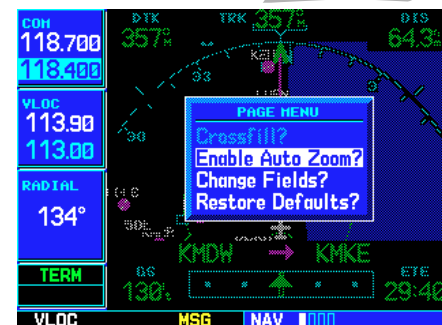 COM
118.700
118.400
VLOC
113.90
113.00
RADIAL
134°
TERM
VLOC
DTK
357°M
TRK 357°M
DIS
64.3
33
30
PAGE MENU
Crossfill?
Enable Auto Zoom?
Change Fields?
Restore Defaults?
KMDW
KMKE
GS
130
ETE
29:40
MSG
NAV